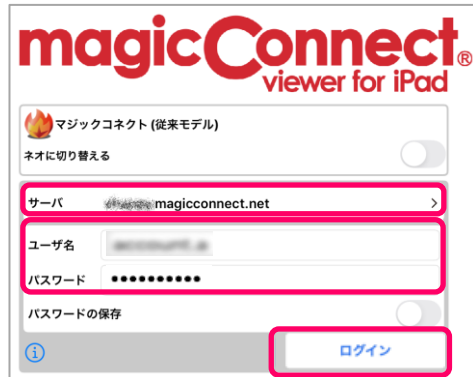 magicConnect®
viewer for iPad
マジックコネクト (従来モデル)
ネオに切り替える
サーバ magicconnect.net >
ユーザ名
パスワード ••••••••••
パスワードの保存
ログイン